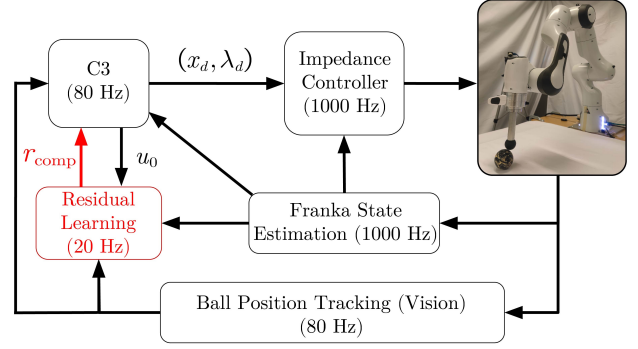 C3
(80 Hz)
(x_d, λ_d)
Impedance
Controller
(1000 Hz)
r_comp
u_0
Residual
Learning
(20 Hz)
Franka State
Estimation (1000 Hz)
Ball Position Tracking (Vision)
(80 Hz)